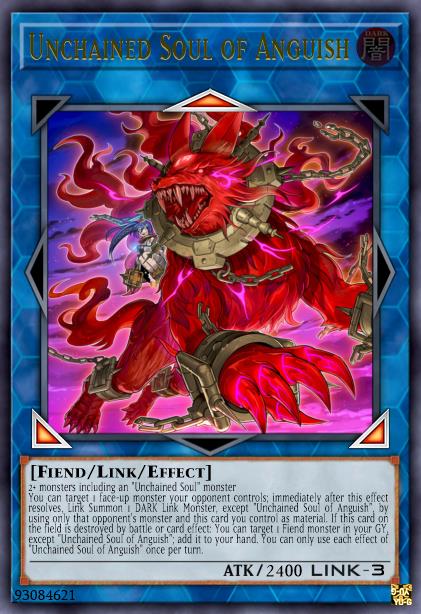 UNCHAINED SOUL OF ANGUISH
DARK
闇
[FIEND/LINK/EFFECT]
2+ monsters including an "Unchained Soul" monster
You can target 1 face-up monster your opponent controls; immediately after this effect
resolves, Link Summon 1 DARK Link Monster, except "Unchained Soul of Anguish", by
using only that opponent's monster and this card you control as material. If this card on
the field is destroyed by battle or card effect: You can target 1 Fiend monster in your GY,
except "Unchained Soul of Anguish"; add it to your hand. You can only use each effect of
"Unchained Soul of Anguish" once per turn.
ATK/2400 LINK-3
93084621